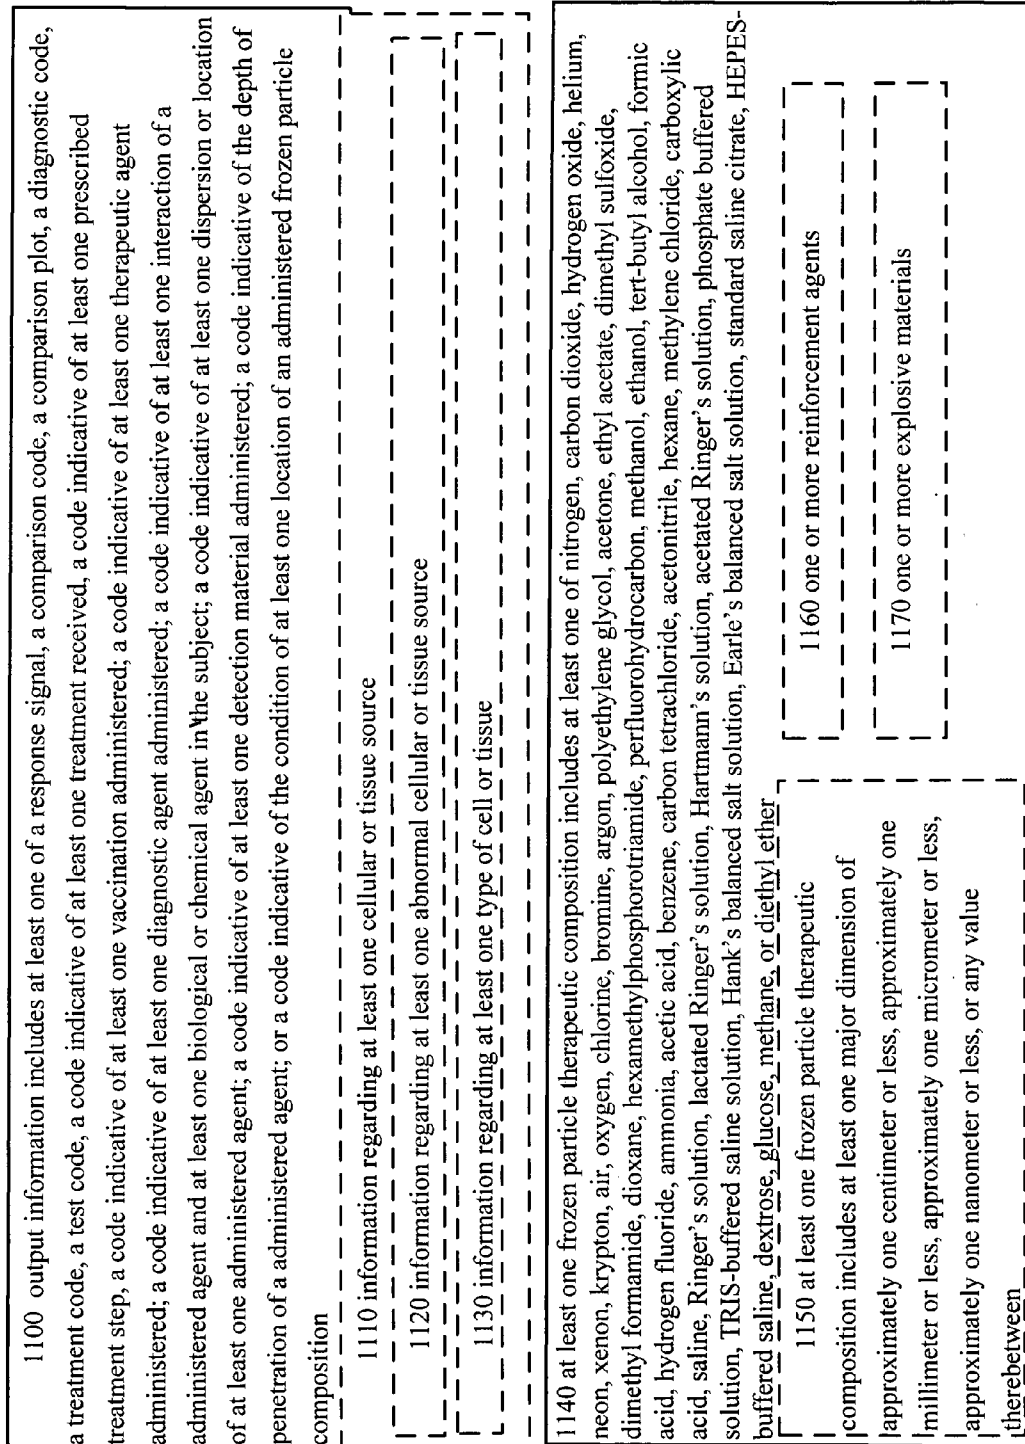 1100 output information includes at least one of a response signal, a comparison code, a comparison plot, a diagnostic code,
a treatment code, a test code, a code indicative of at least one treatment received, a code indicative of at least one prescribed
treatment step, a code indicative of at least one vaccination administered; a code indicative of at least one therapeutic agent
administered; a code indicative of at least one diagnostic agent administered; a code indicative of at least one interaction of a
administered agent and at least one biological or chemical agent in the subject; a code indicative of at least one dispersion or location
of at least one administered agent; a code indicative of at least one detection material administered; a code indicative of the depth of
penetration of a administered agent; or a code indicative of the condition of at least one location of an administered frozen particle
composition
1110 information regarding at least one cellular or tissue source
1120 information regarding at least one abnormal cellular or tissue source
1130 information regarding at least one type of cell or tissue
1140 at least one frozen particle therapeutic composition includes at least one of nitrogen, carbon dioxide, hydrogen oxide, helium,
neon, xenon, krypton, air, oxygen, chlorine, bromine, argon, polyethylene glycol, acetone, ethyl acetate, dimethyl sulfoxide,
dimethyl formamide, dioxane, hexamethylphosphorotriamide, perfluorohydrocarbon, methanol, ethanol, tert-butyl alcohol, formic
acid, hydrogen fluoride, ammonia, acetic acid, benzene, carbon tetrachloride, acetonitrile, hexane, methylene chloride, carboxylic
acid, saline, Ringer's solution, lactated Ringer's solution, Hartmann's solution, acetated Ringer's solution, phosphate buffered
solution, TRIS-buffered saline solution, Hank's balanced salt solution, Earle's balanced salt solution, standard saline citrate, HEPES-
buffered saline, dextrose, glucose, methane, or diethyl ether
1150 at least one frozen particle therapeutic
composition includes at least one major dimension of
approximately one centimeter or less, approximately one
millimeter or less, approximately one micrometer or less,
approximately one nanometer or less, or any value
therebetween
1160 one or more reinforcement agents
1170 one or more explosive materials